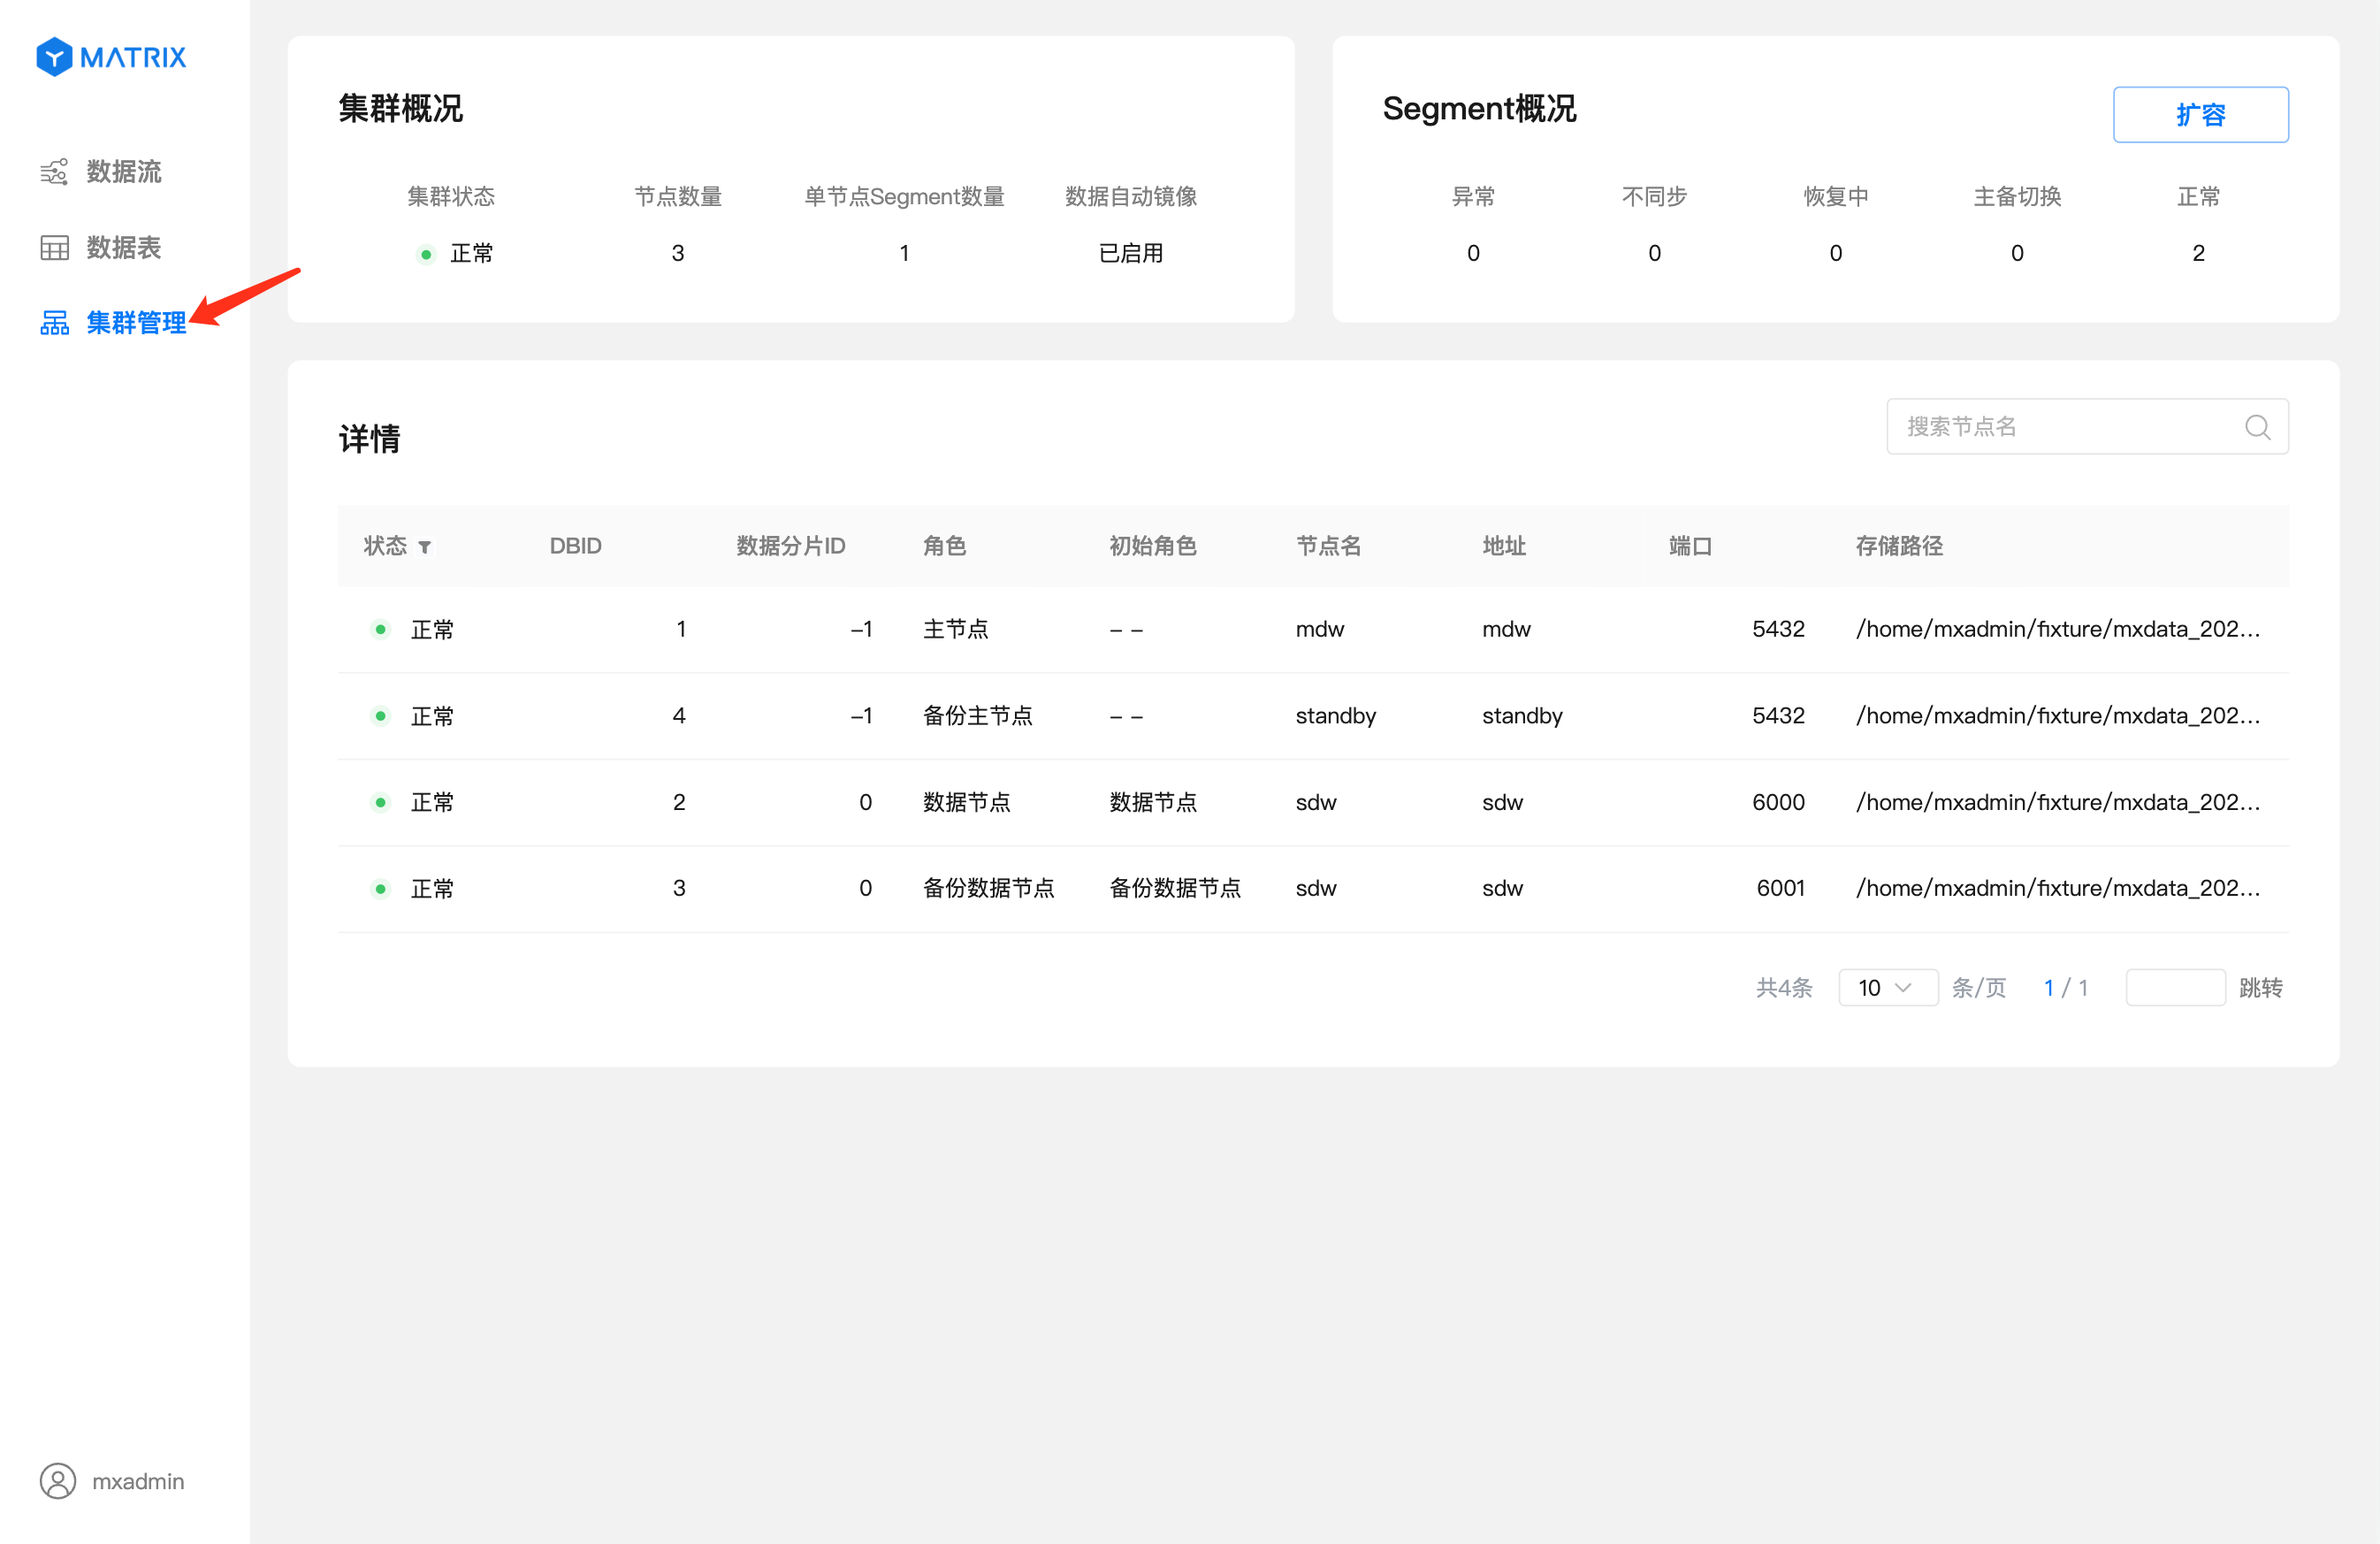 MATRIX
数据流
数据表
集群管理
mxadmin
集群概况
集群状态 节点数量 单节点Segment数量 数据自动镜像
正常 3 1 已启用
Segment概况
扩容
异常 不同步 恢复中 主备切换 正常
0 0 0 0 2
详情
搜索节点名
状态 DBID 数据分片ID 角色 初始角色 节点名 地址 端口 存储路径
正常 1 –1 主节点 – – mdw mdw 5432 /home/mxadmin/fixture/mxdata_202...
正常 4 –1 备份主节点 – – standby standby 5432 /home/mxadmin/fixture/mxdata_202...
正常 2 0 数据节点 数据节点 sdw sdw 6000 /home/mxadmin/fixture/mxdata_202...
正常 3 0 备份数据节点 备份数据节点 sdw sdw 6001 /home/mxadmin/fixture/mxdata_202...
共4条 10 条/页 1 / 1 跳转